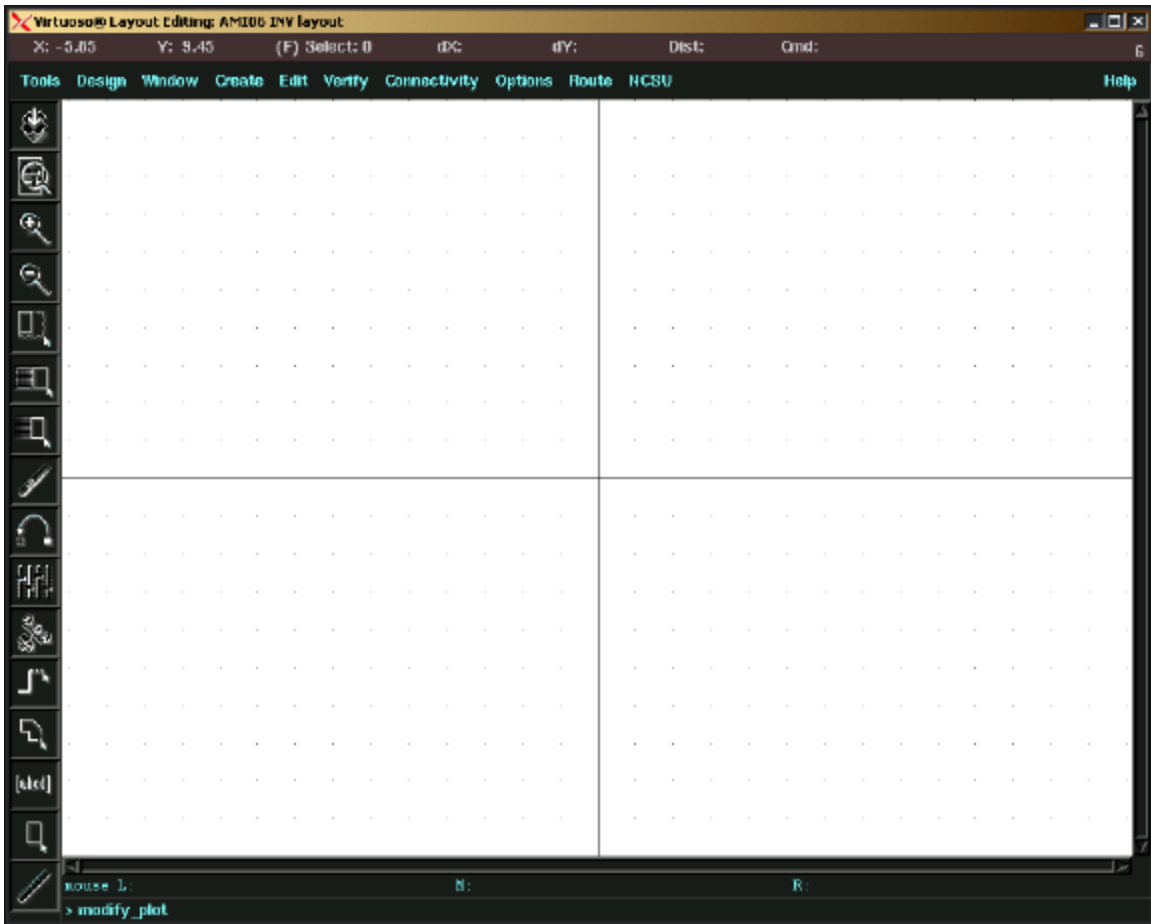 Virtuoso® Layout Editing: AMI06 INV layout
X: -5.85 Y: 9.45 (F) Select: 0 dX: dY: Dist: Cmd: 6
Tools Design Window Create Edit Verify Connectivity Options Route NCSU Help
[abcd]
mouse L: M: R:
> modify_plot